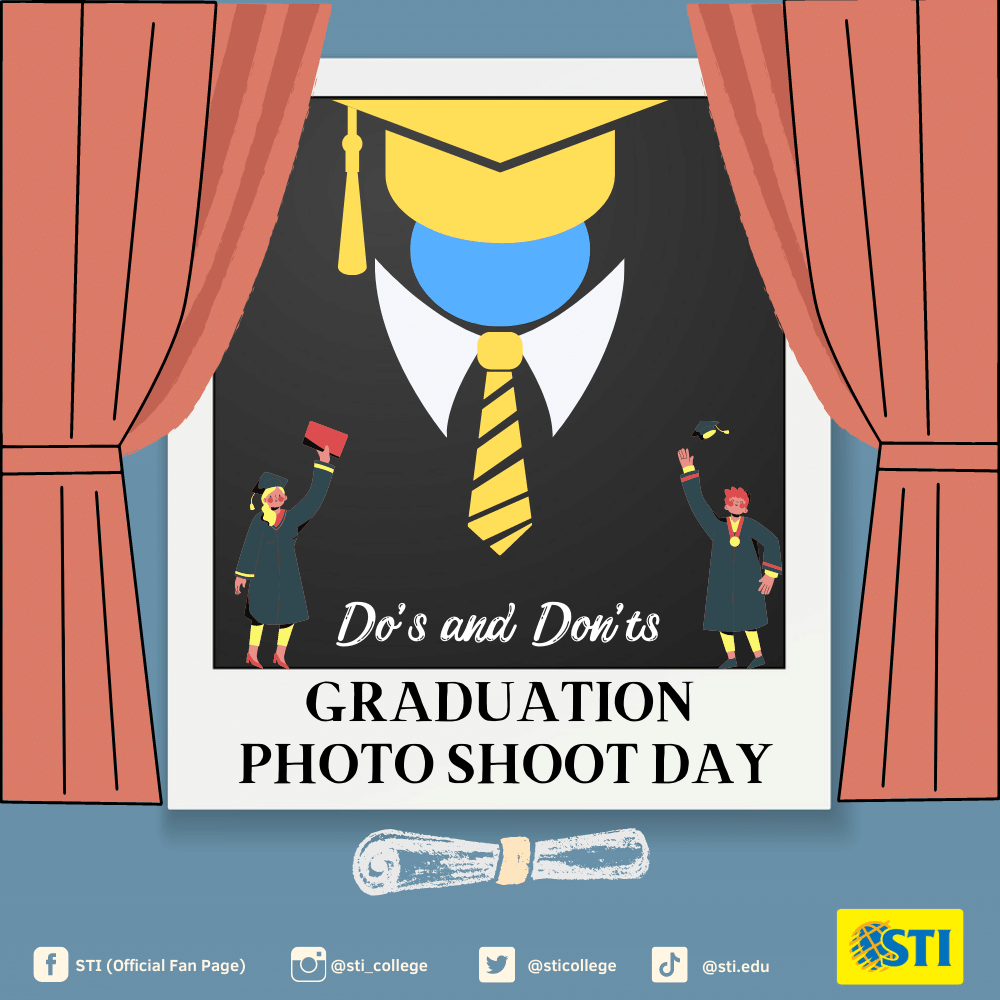 Do's and Don'ts
GRADUATION
PHOTO SHOOT DAY
STI (Official Fan Page) @sti_college @sticollege @sti.edu
STI